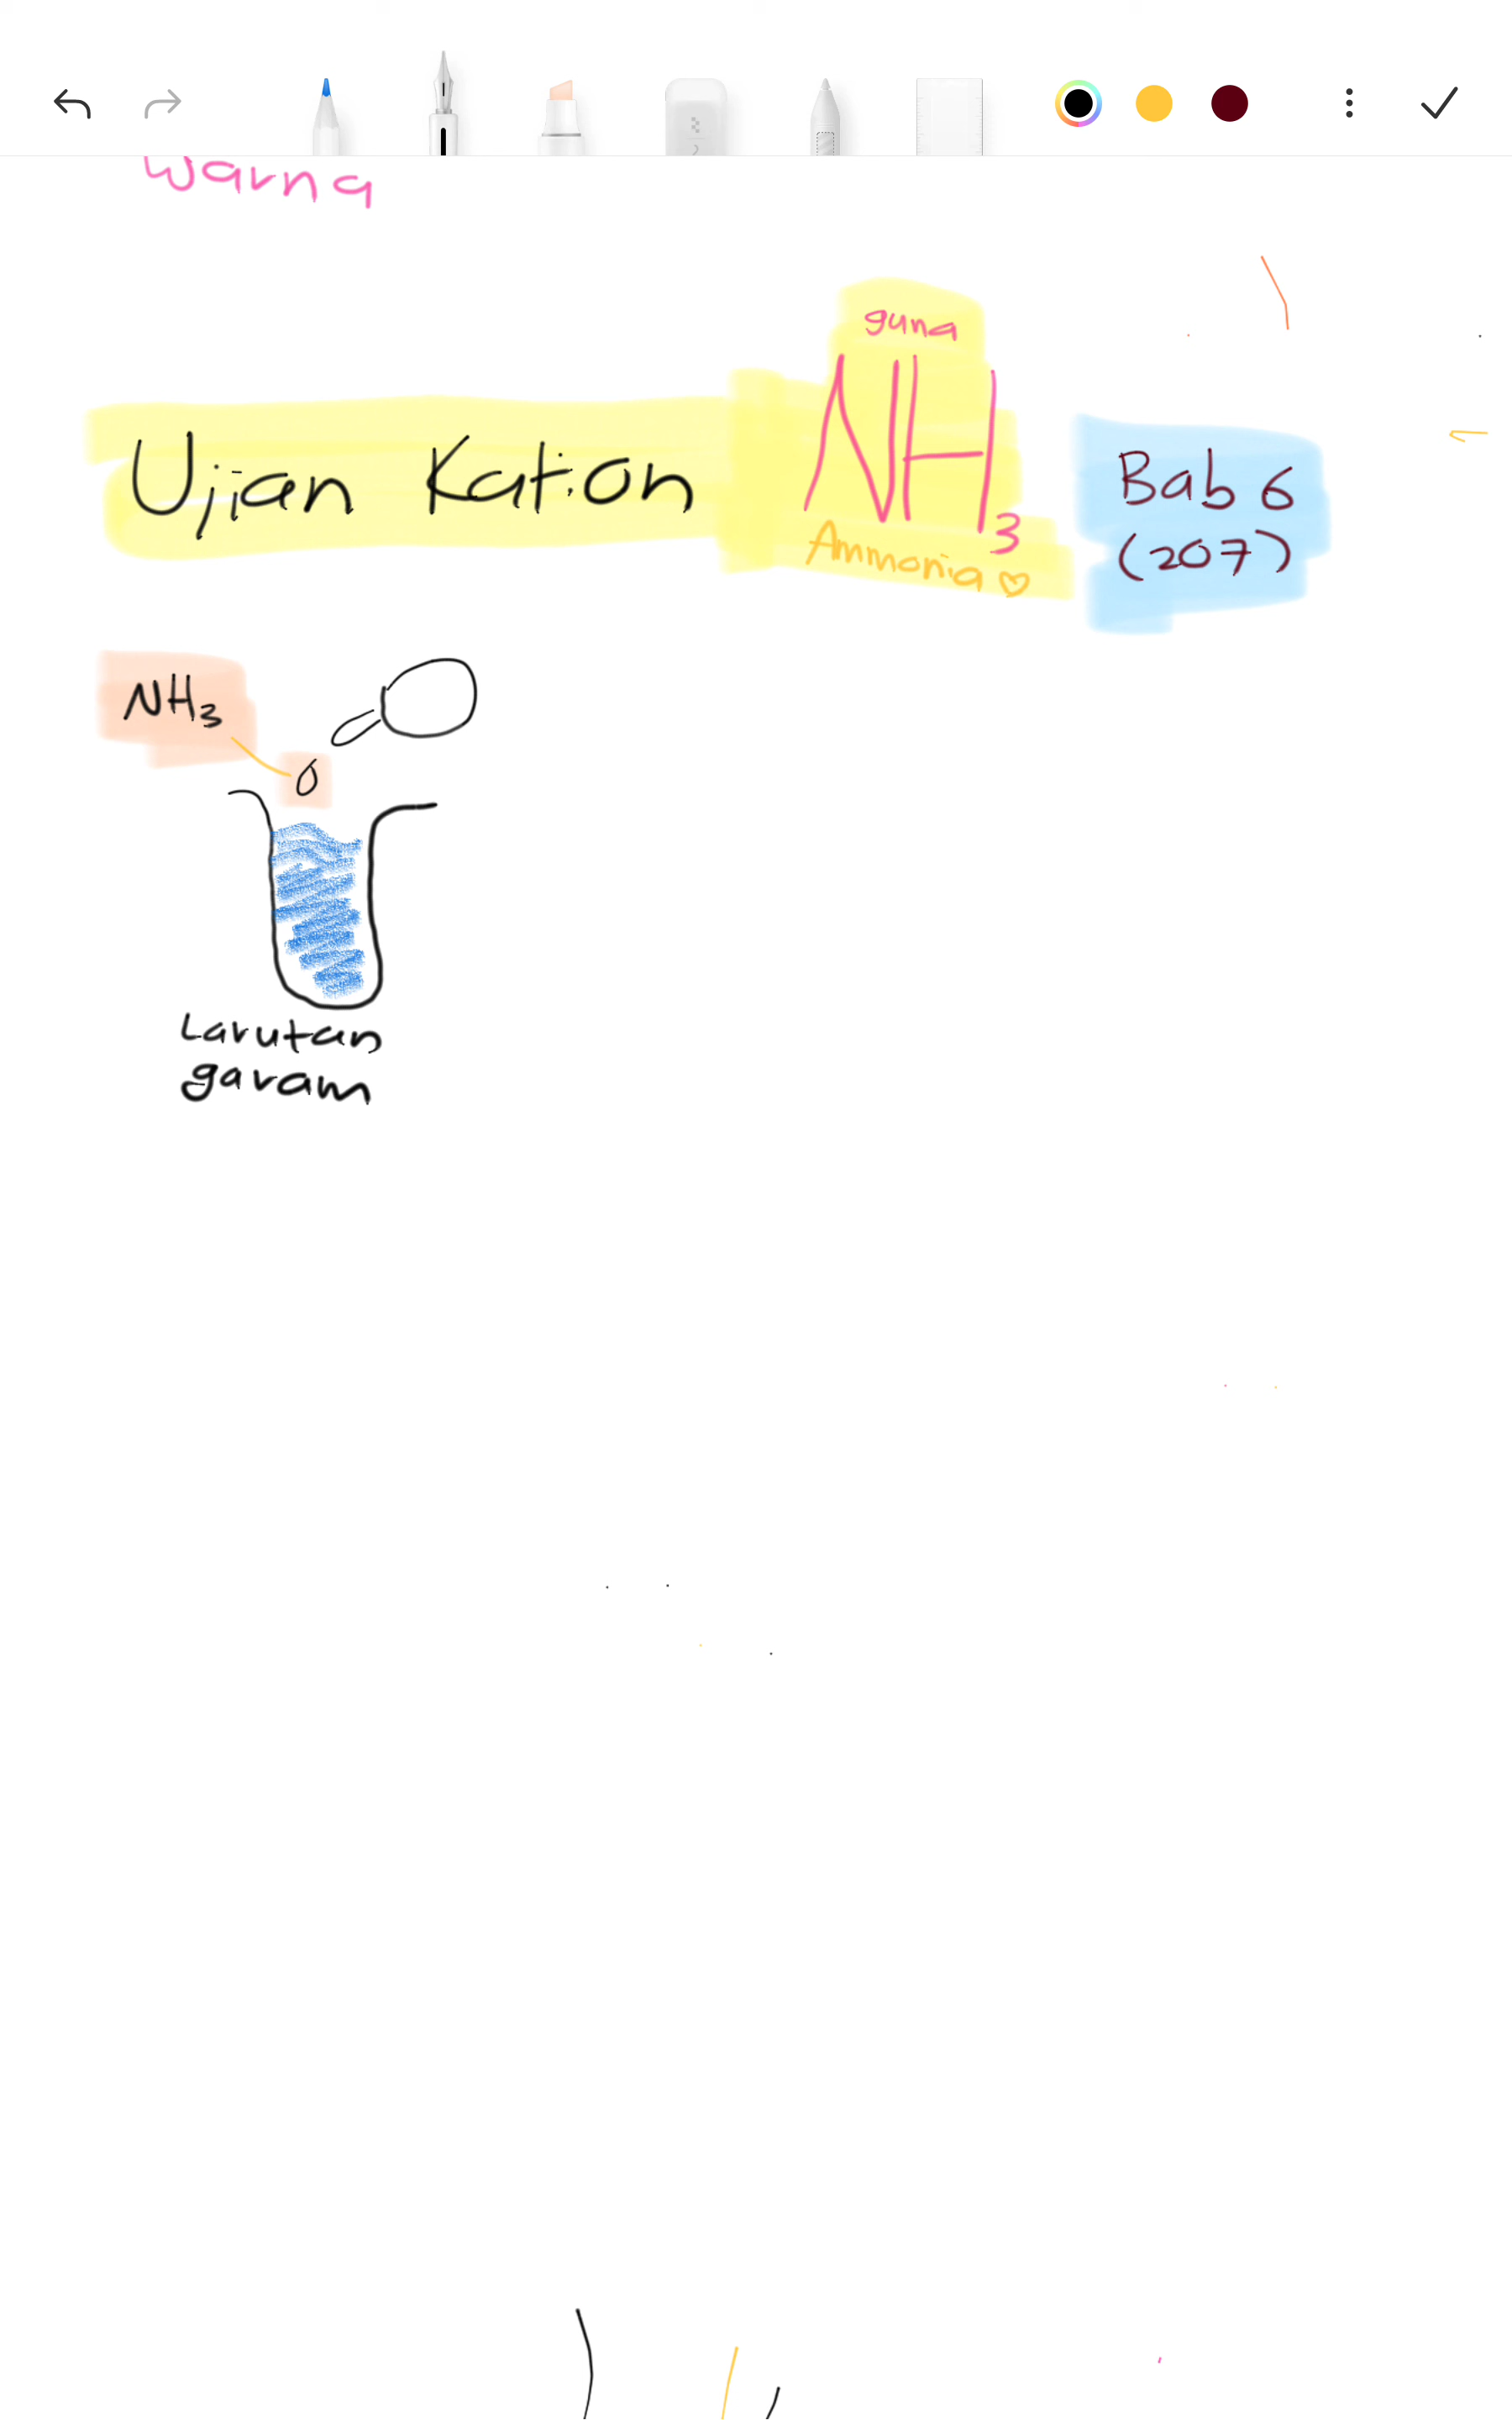 Warna
guna
Ujian Kation NH3
Ammonia
Bab 6
(207)
NH3
Larutan
garam